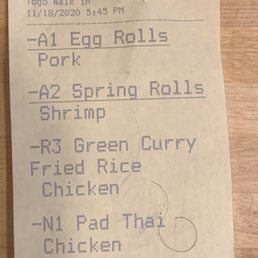 Togo Walk in
11/18/2020 5:45 PM
-A1 Egg Rolls
Pork
-A2 Spring Rolls
Shrimp
-R3 Green Curry
Fried Rice
Chicken
-N1 Pad Thai
Chicken